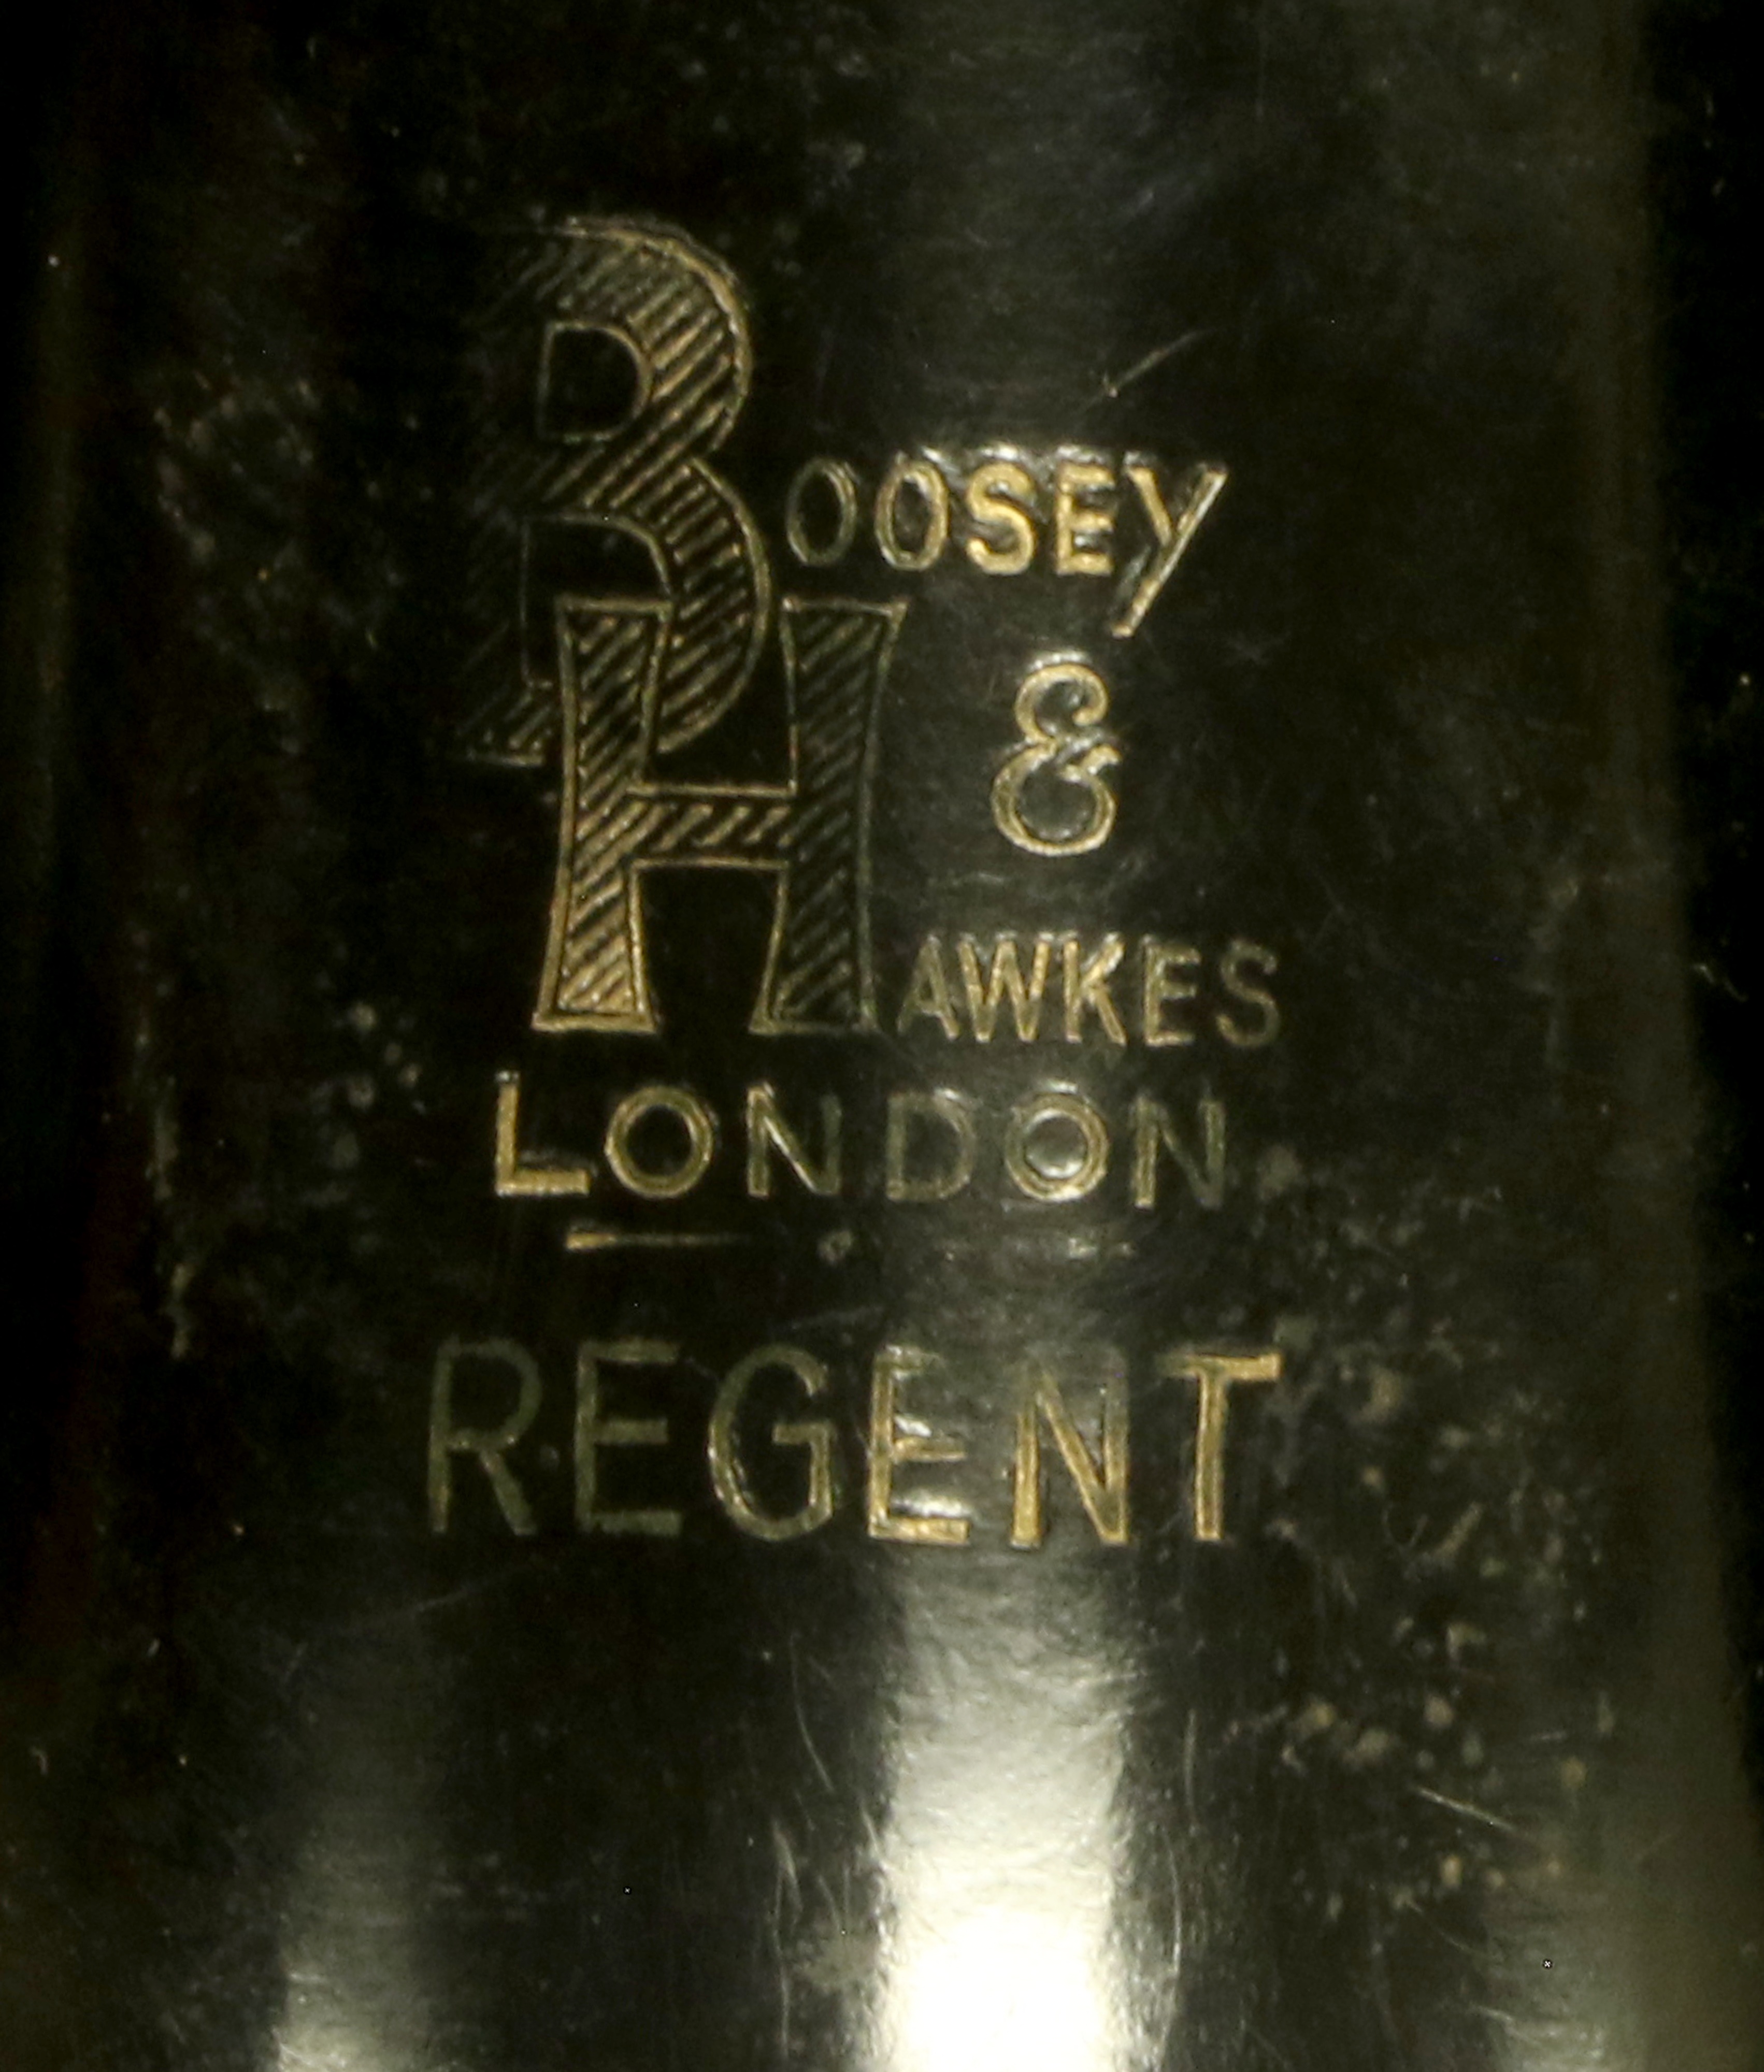 BOOSEY
&
HAWKES
LONDON
REGENT